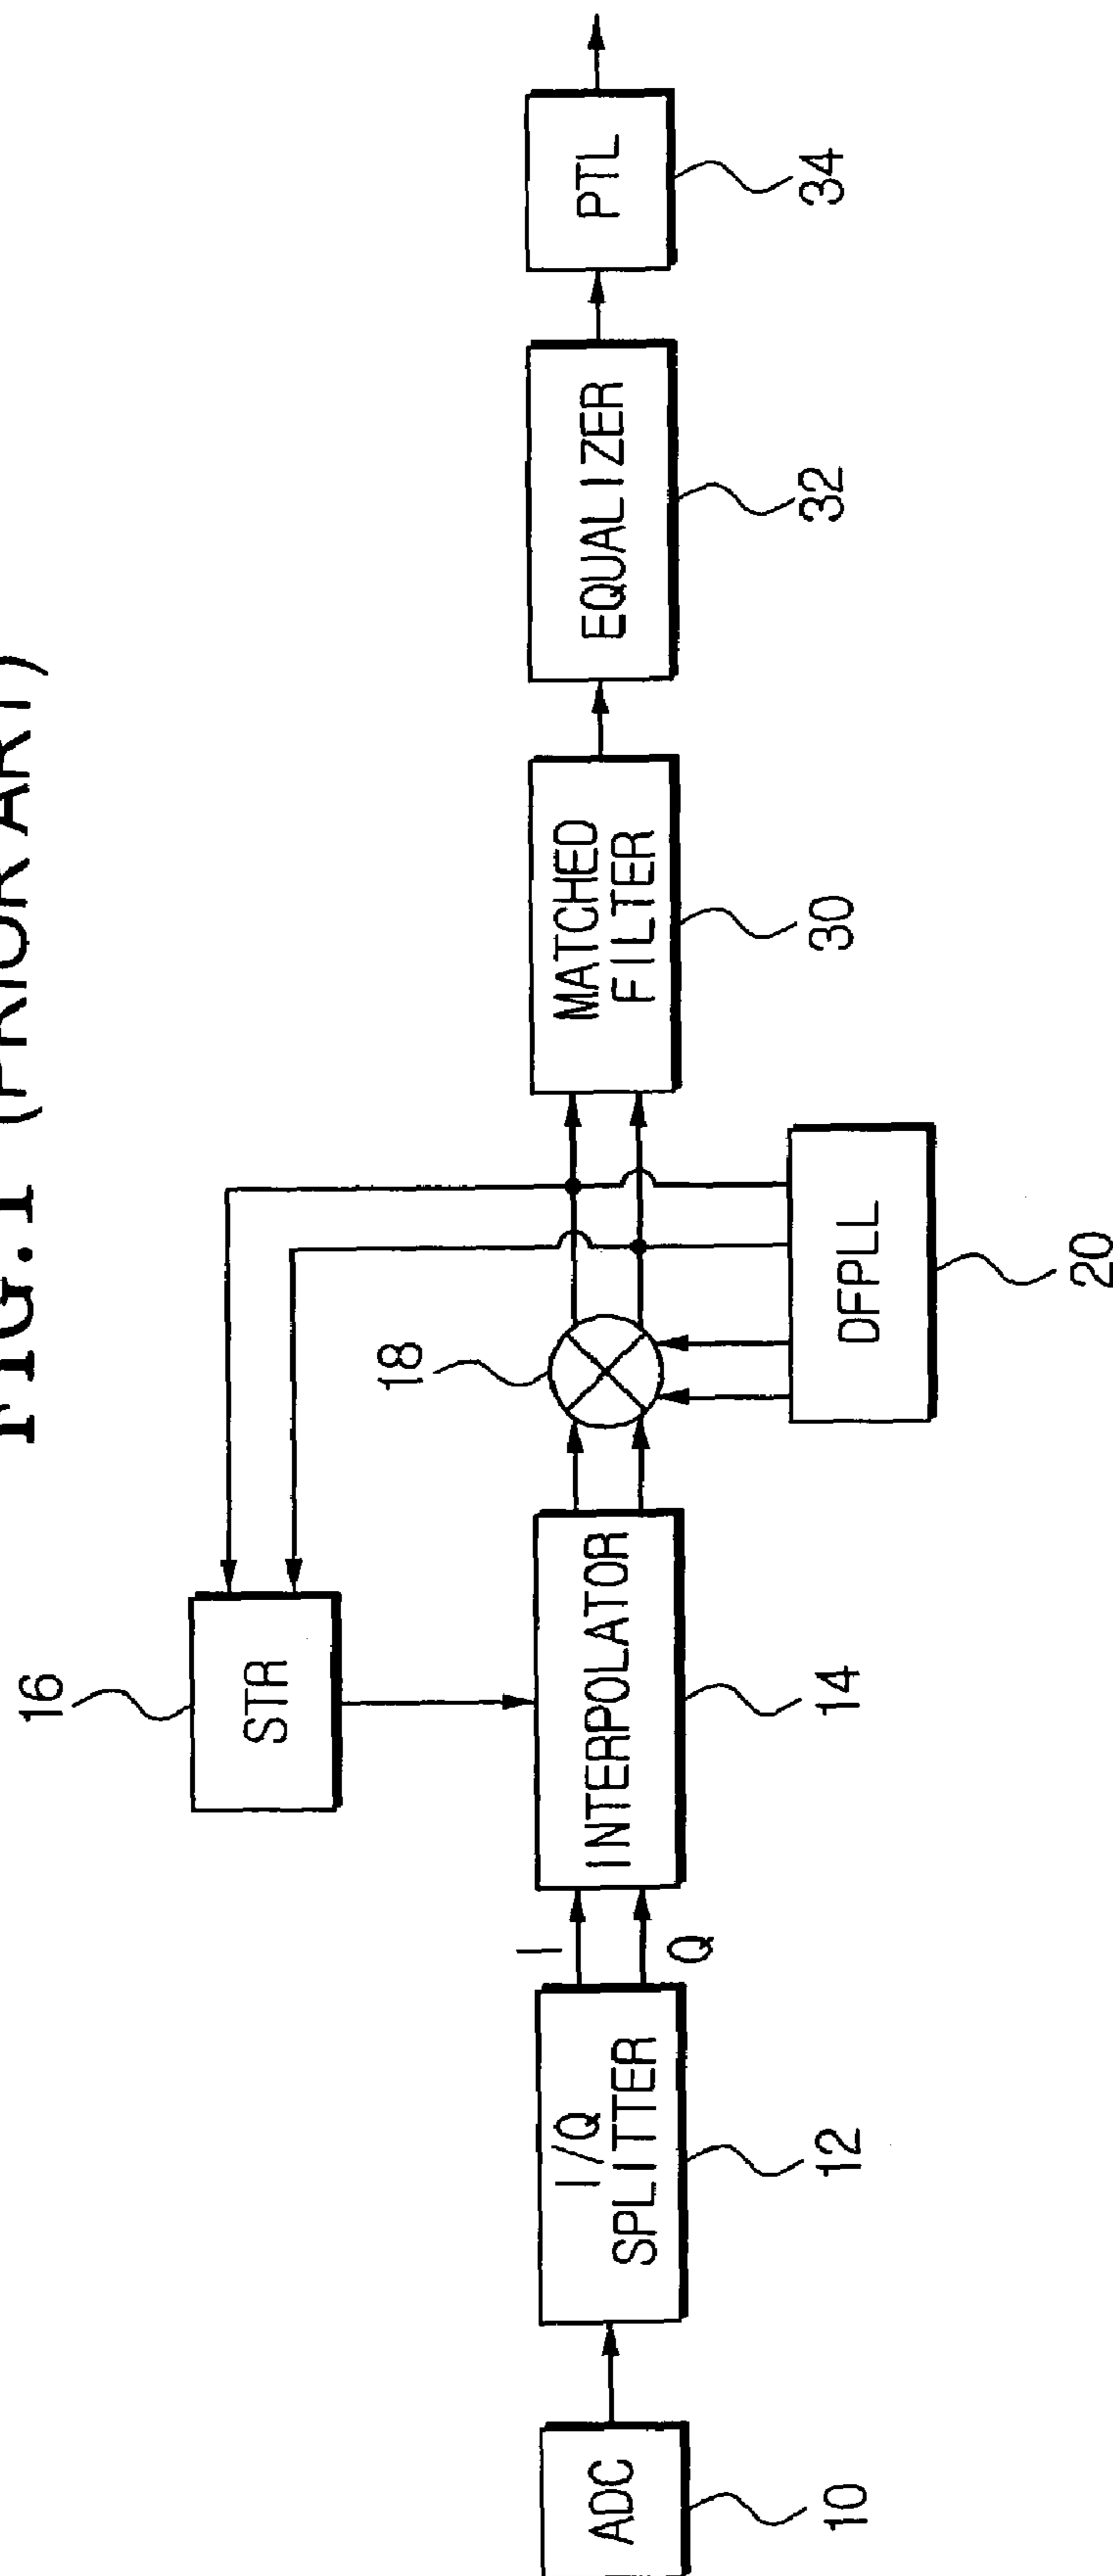 FIG.1 (PRIOR ART)
16
STR
18
ADC
10
I/Q
SPLITTER
12
I
Q
INTERPOLATOR
14
DFPLL
20
MATCHED
FILTER
30
EQUALIZER
32
PTL
34